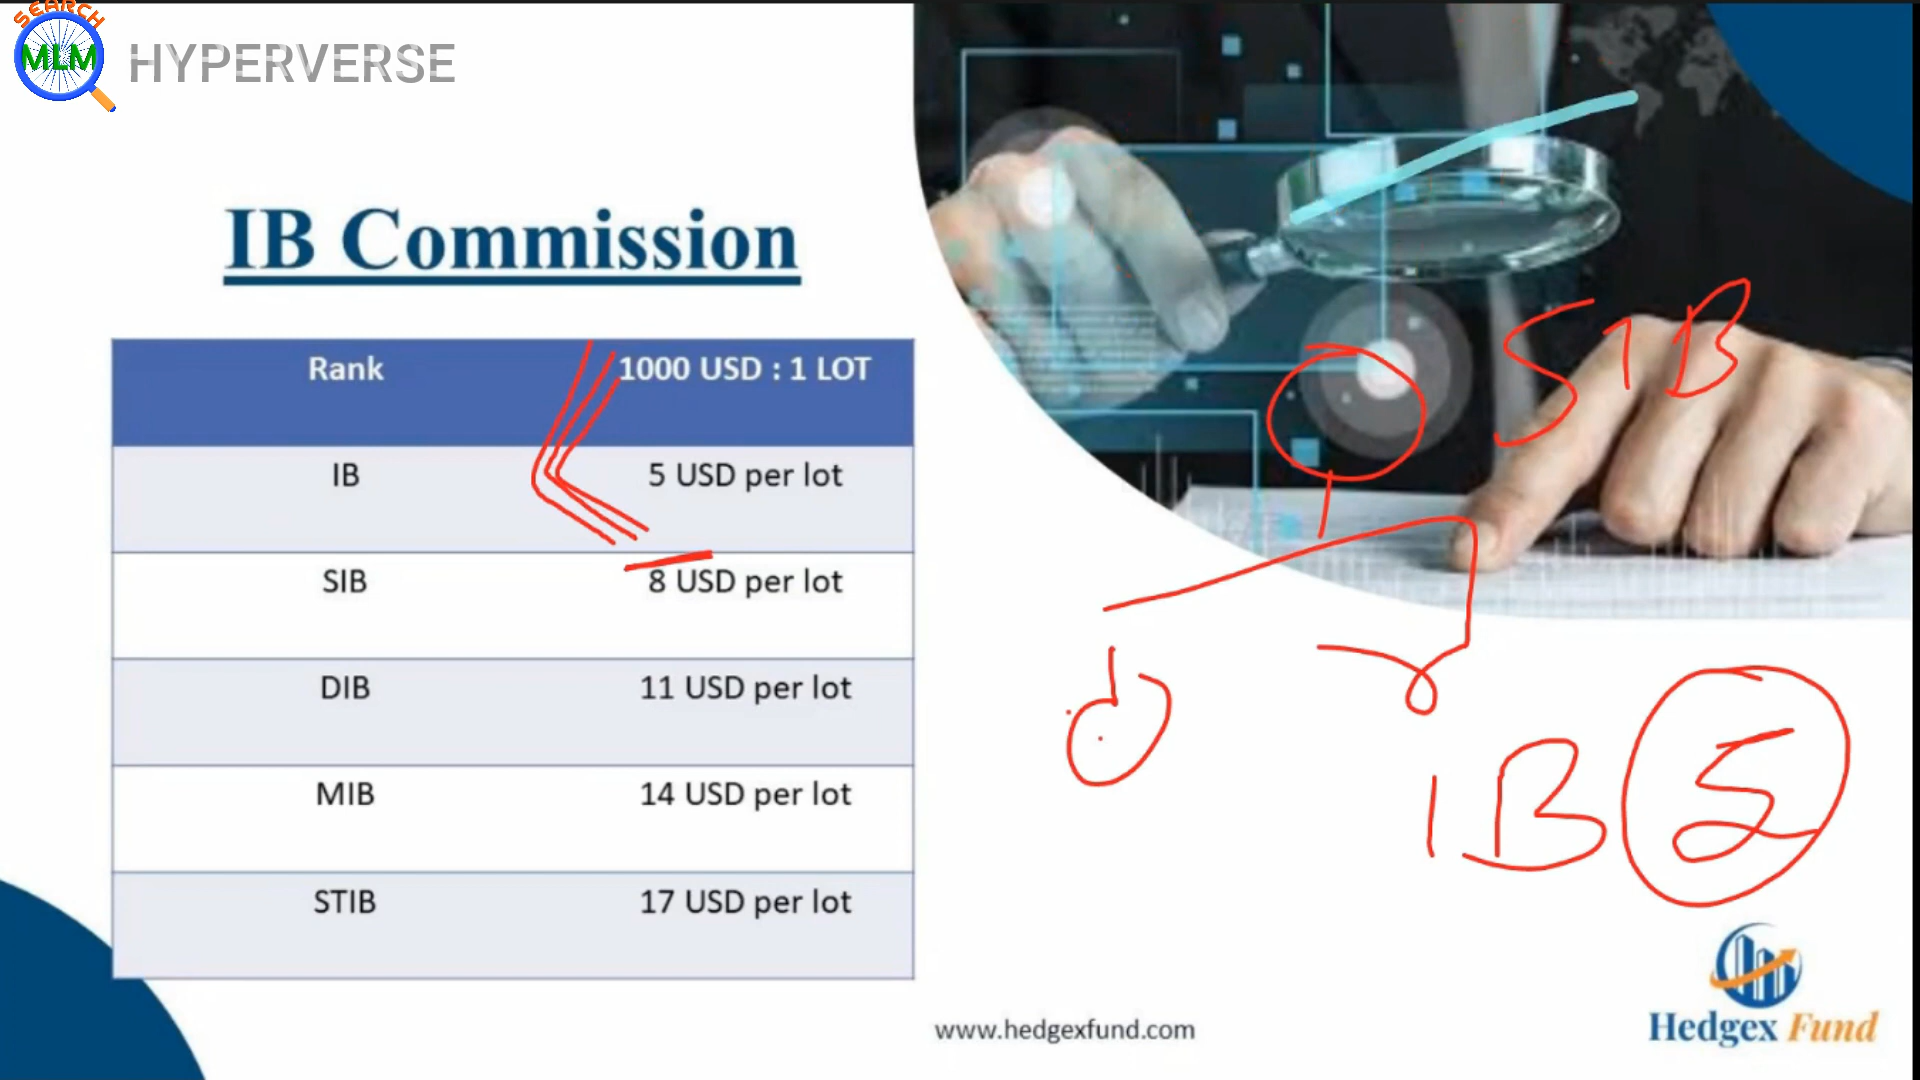 SEARCH
MLM HYPERVERSE
IB Commission
Rank 1000 USD : 1 LOT
IB 5 USD per lot
SIB 8 USD per lot
DIB 11 USD per lot
MIB 14 USD per lot
STIB 17 USD per lot
SIB
IB 5
www.hedgexfund.com
Hedgex Fund